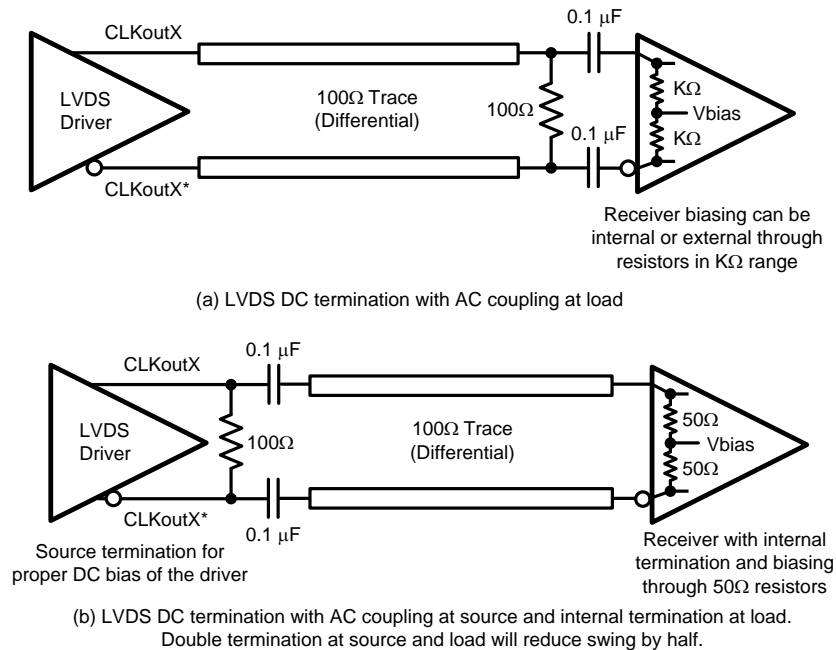 CLKoutX
0.1 μF
LVDS
Driver
100Ω Trace
(Differential)
100Ω
KΩ
Vbias
KΩ
0.1 μF
CLKoutX*
Receiver biasing can be
internal or external through
resistors in KΩ range
(a) LVDS DC termination with AC coupling at load
CLKoutX
0.1 μF
LVDS
Driver
100Ω
100Ω Trace
(Differential)
50Ω
Vbias
50Ω
CLKoutX*
0.1 μF
Source termination for
proper DC bias of the driver
Receiver with internal
termination and biasing
through 50Ω resistors
(b) LVDS DC termination with AC coupling at source and internal termination at load.
Double termination at source and load will reduce swing by half.